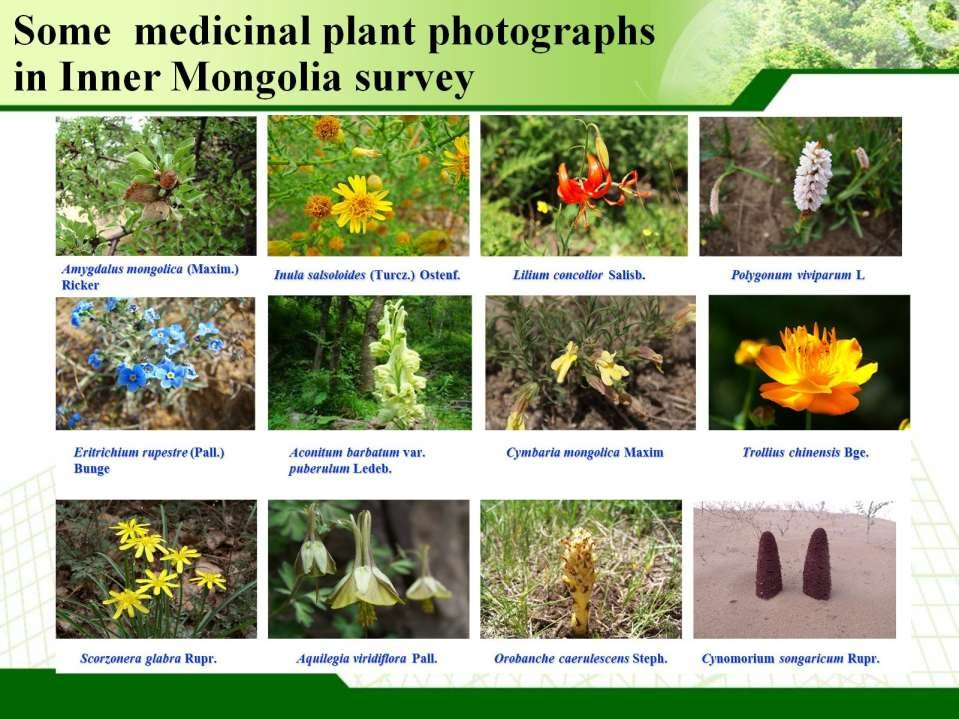 Some medicinal plant photographs
in Inner Mongolia survey
Amygdalus mongolica (Maxim.)
Ricker
Inula salsoloides (Turcz.) Ostenf.
Lilium concolior Salisb.
Polygonum viviparum L
Eritrichium rupestre (Pall.)
Bunge
Aconitum barbatum var.
puberulum Ledeb.
Cymbaria mongolica Maxim
Trollius chinensis Bge.
Scorzonera glabra Rupr.
Aquilegia viridiflora Pall.
Orobanche caerulescens Steph.
Cynomorium songaricum Rupr.